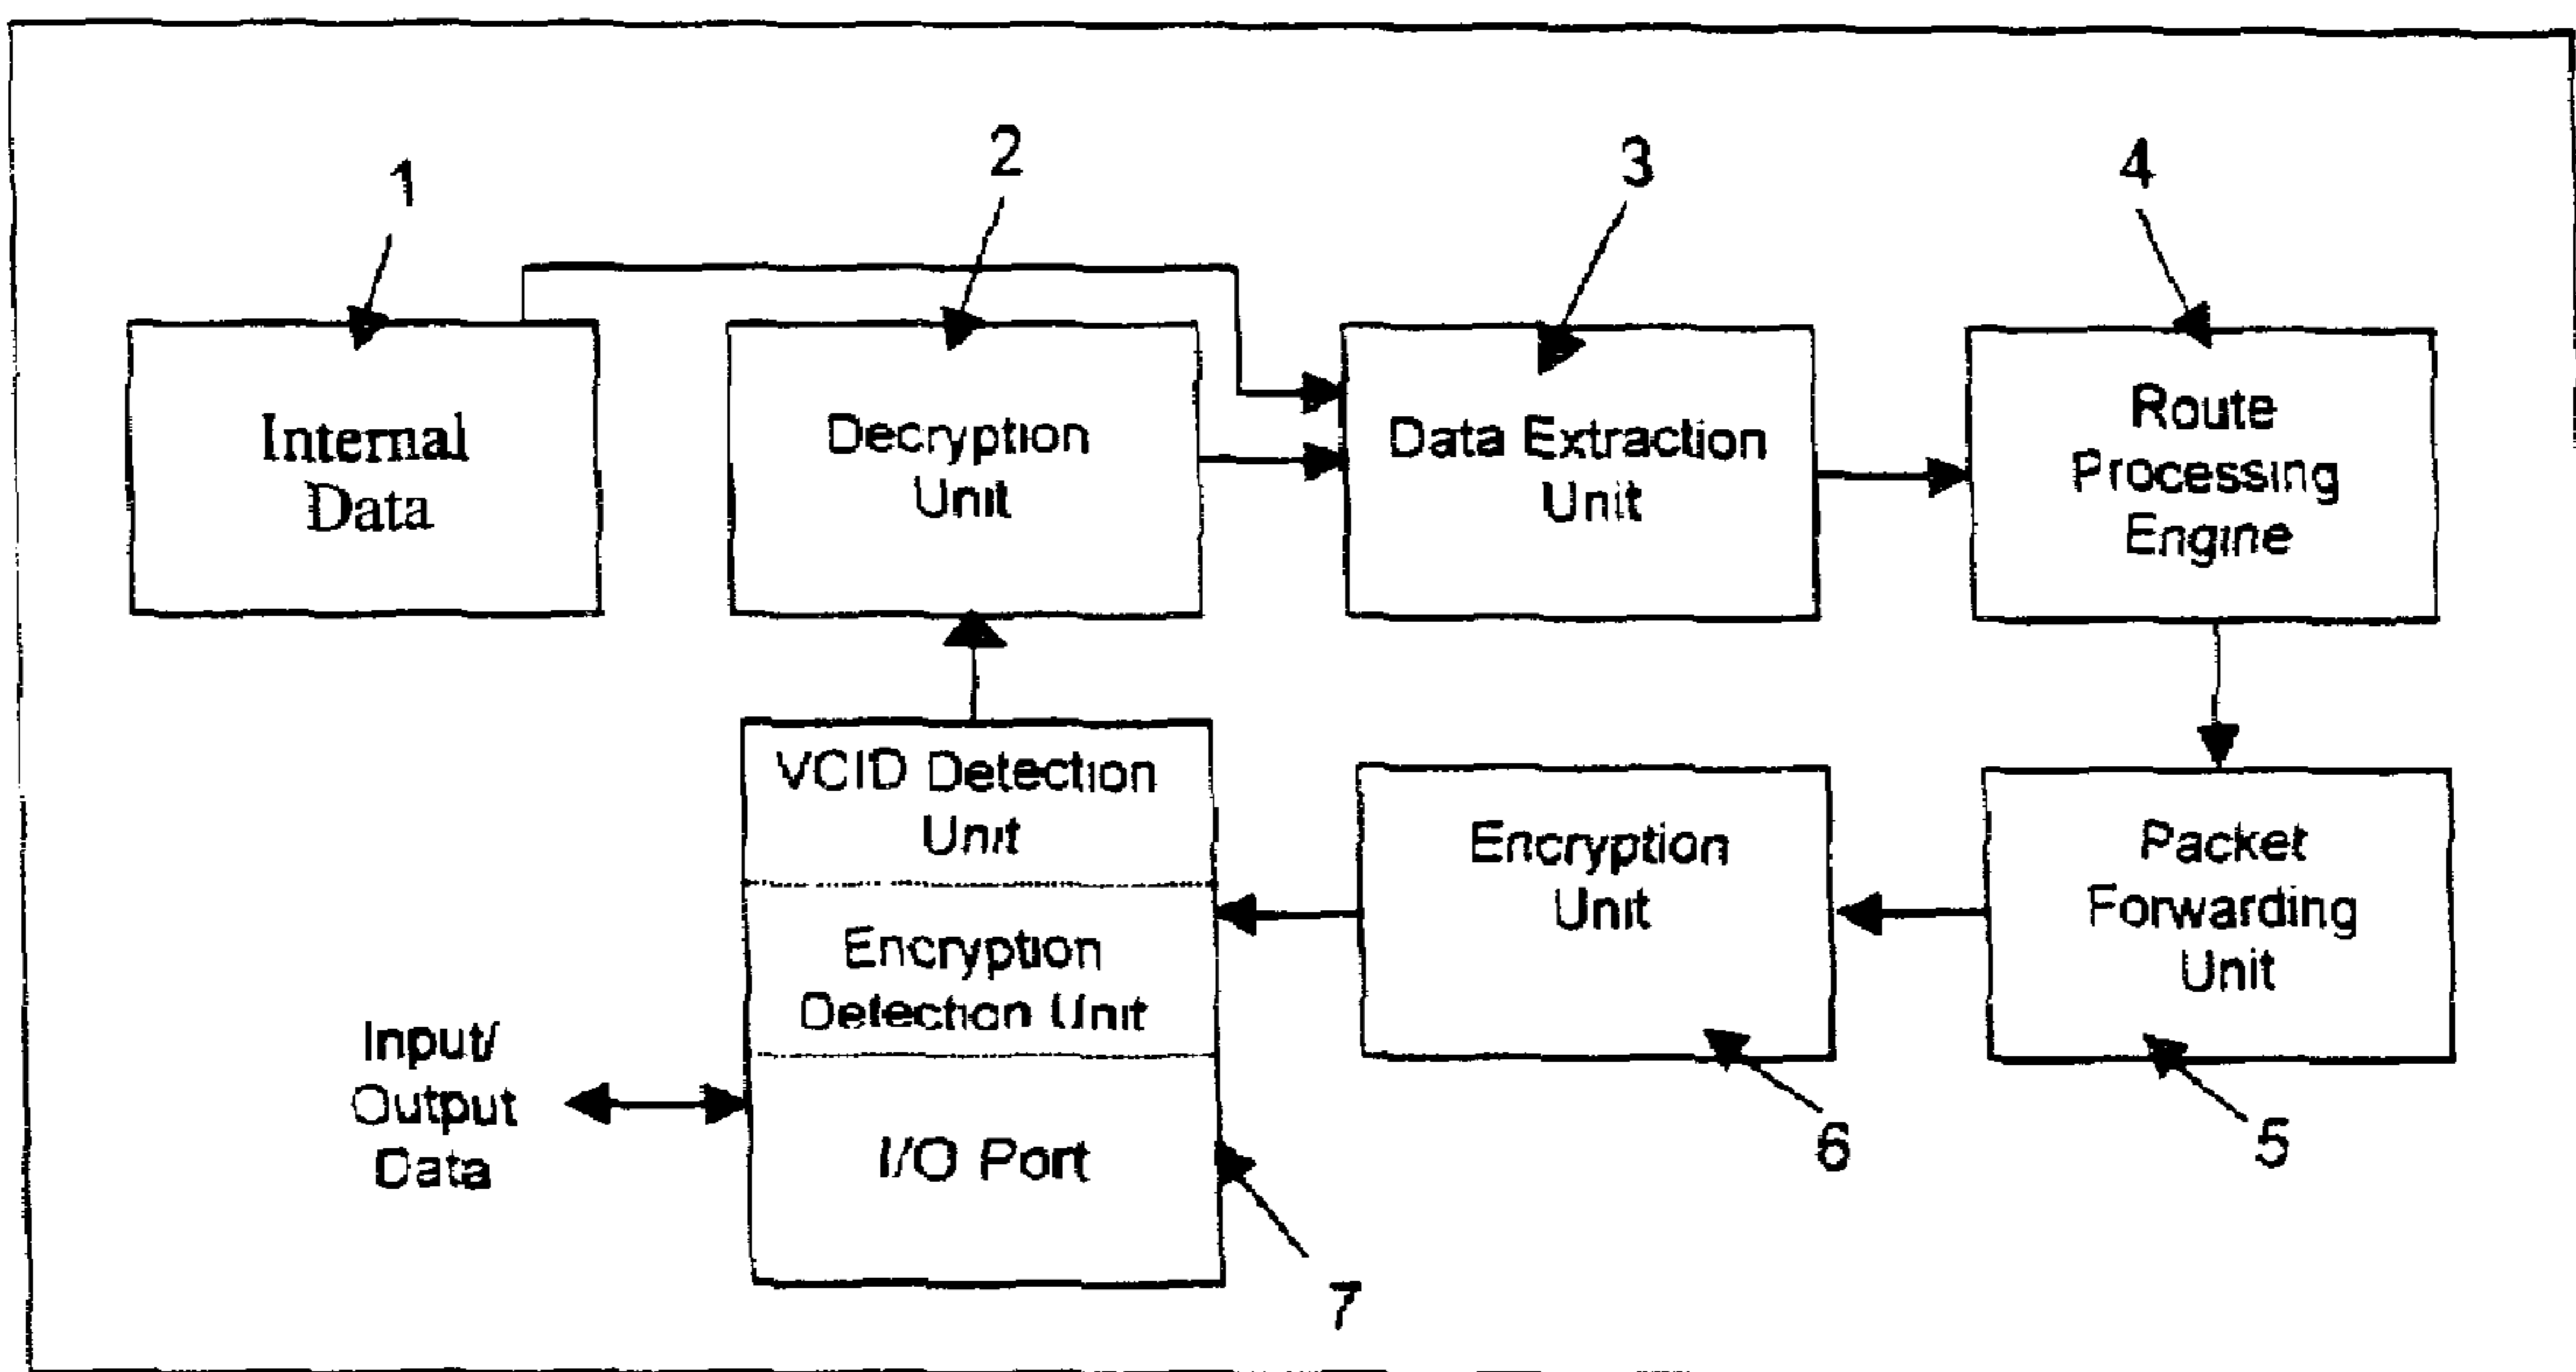 1
2
3
4
Internal
Data
Decryption
Unit
Data Extraction
Unit
Route
Processing
Engine
VCID Detection
Unit
Encryption
Detection Unit
I/O Port
Encryption
Unit
Packet
Forwarding
Unit
Input/
Output
Data
6
5
7